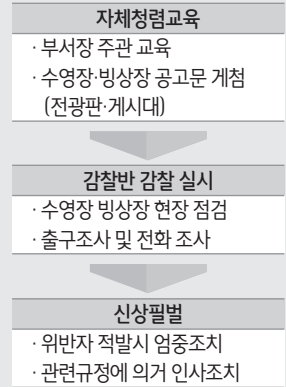 자체청렴교육
· 부서장 주관 교육
· 수영장·빙상장 공고문 게첨
(전광판·게시대)
감찰반 감찰 실시
· 수영장 빙상장 현장 점검
· 출구조사 및 전화 조사
신상필벌
· 위반자 적발시 엄중조치
· 관련규정에 의거 인사조치